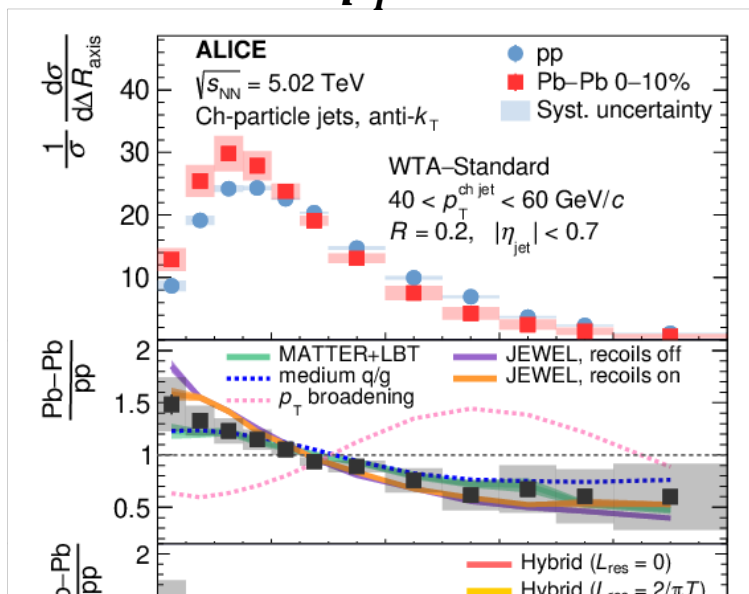 1/σ dσ/dΔR_axis
ALICE
√s_NN = 5.02 TeV
Ch-particle jets, anti-k_T
pp
Pb–Pb 0–10%
Syst. uncertainty
WTA–Standard
40 < p_T^ch jet < 60 GeV/c
R = 0.2, |η_jet| < 0.7
40
30
20
10
Pb–Pb/pp
2
1.5
1
0.5
MATTER+LBT
medium q/g
p_T broadening
JEWEL, recoils off
JEWEL, recoils on
2
pp
Hybrid (L_res = 0)
Hybrid (L_res = 2/πT)